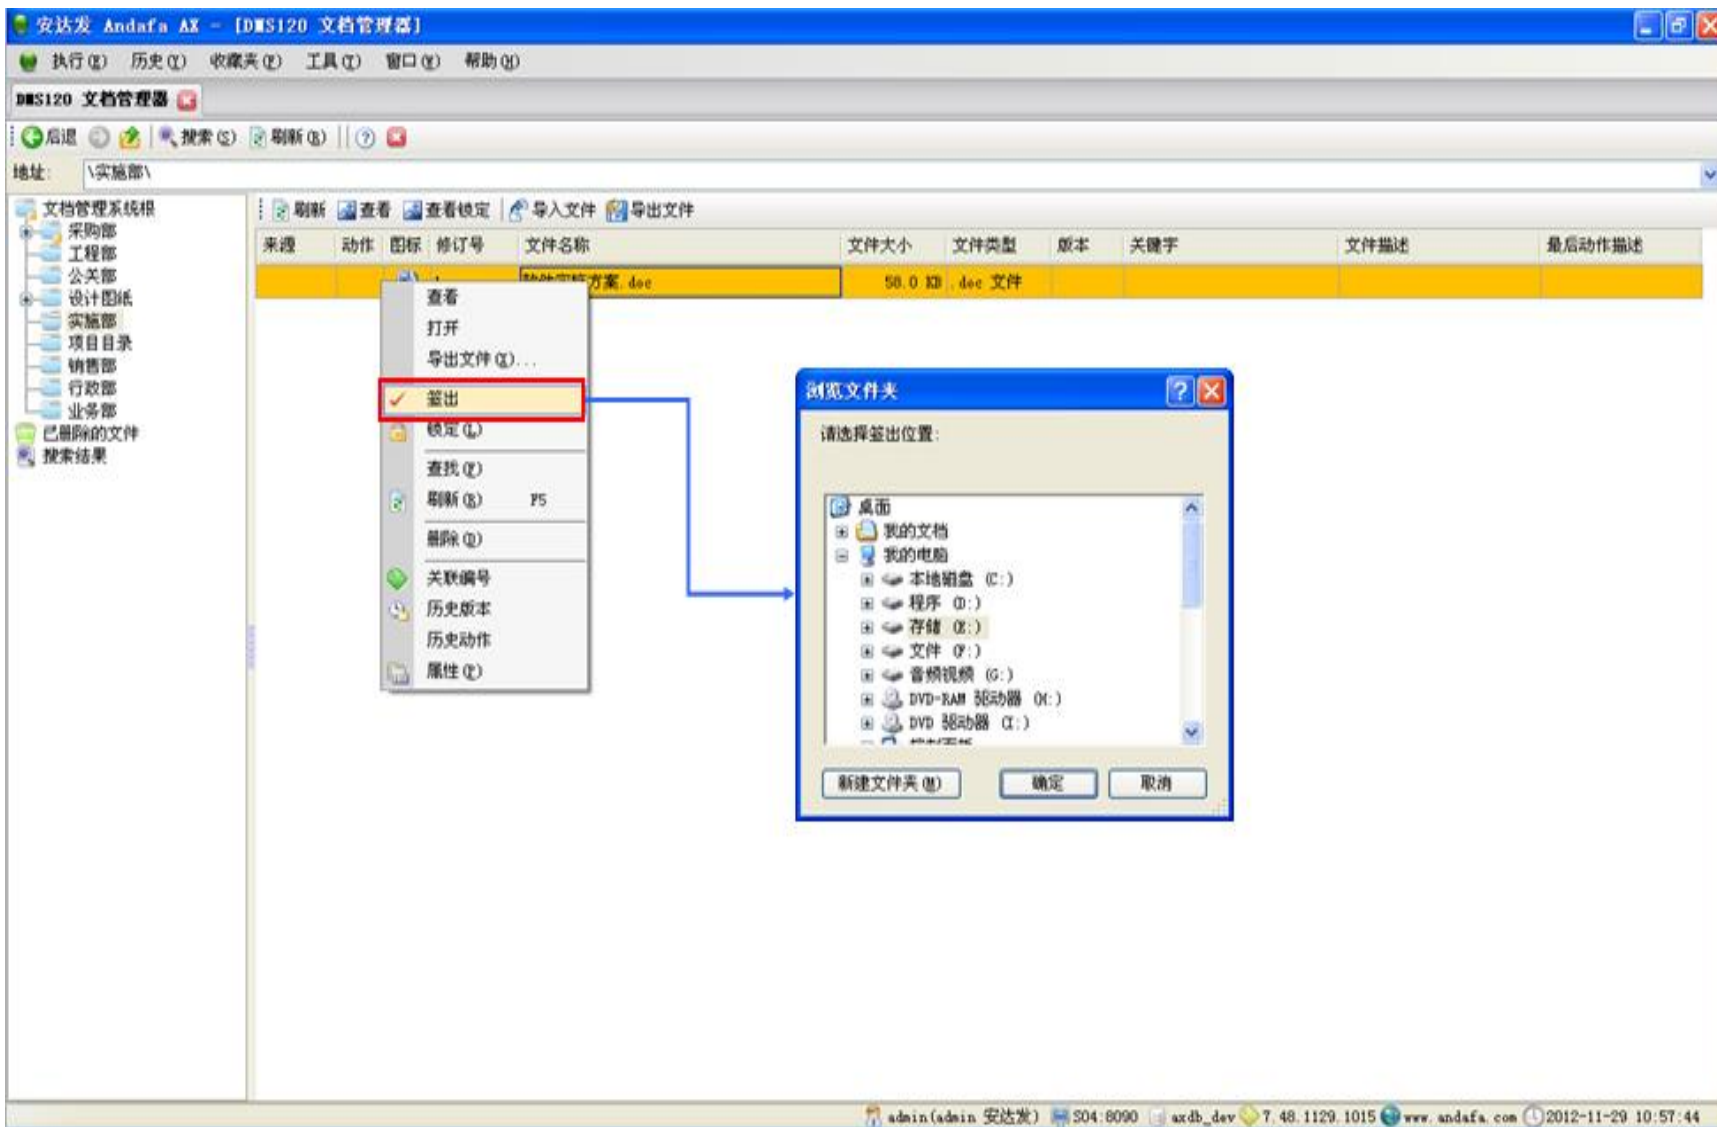 安达发 Andafa AX - [DMS120 文档管理器]
执行(E) 历史(Y) 收藏夹(F) 工具(T) 窗口(W) 帮助(H)
DMS120 文档管理器
后退 搜索(S) 刷新(R)
地址: \实施部\
文档管理系统根
采购部
工程部
公关部
设计图纸
实施部
项目目录
销售部
行政部
业务部
已删除的文件
搜索结果
刷新 查看 查看锁定 导入文件 导出文件
来源 动作 图标 修订号 文件名称 文件大小 文件类型 版本 关键字 文件描述 最后动作描述
软件实施方案.doc 58.0 KB .doc 文件
查看
打开
导出文件(X)...
签出
锁定(L)
查找(F)
刷新(R) F5
删除(D)
关联编号
历史版本
历史动作
属性(P)
浏览文件夹
请选择签出位置:
桌面
我的文档
我的电脑
本地磁盘 (C:)
程序 (D:)
存储 (E:)
文件 (F:)
音频视频 (G:)
DVD-RAM 驱动器 (H:)
DVD 驱动器 (I:)
控制面板
新建文件夹(M) 确定 取消
admin(admin 安达发) S04:8090 axdb_dev 7.48.1129.1015 www.andafa.com 2012-11-29 10:57:44